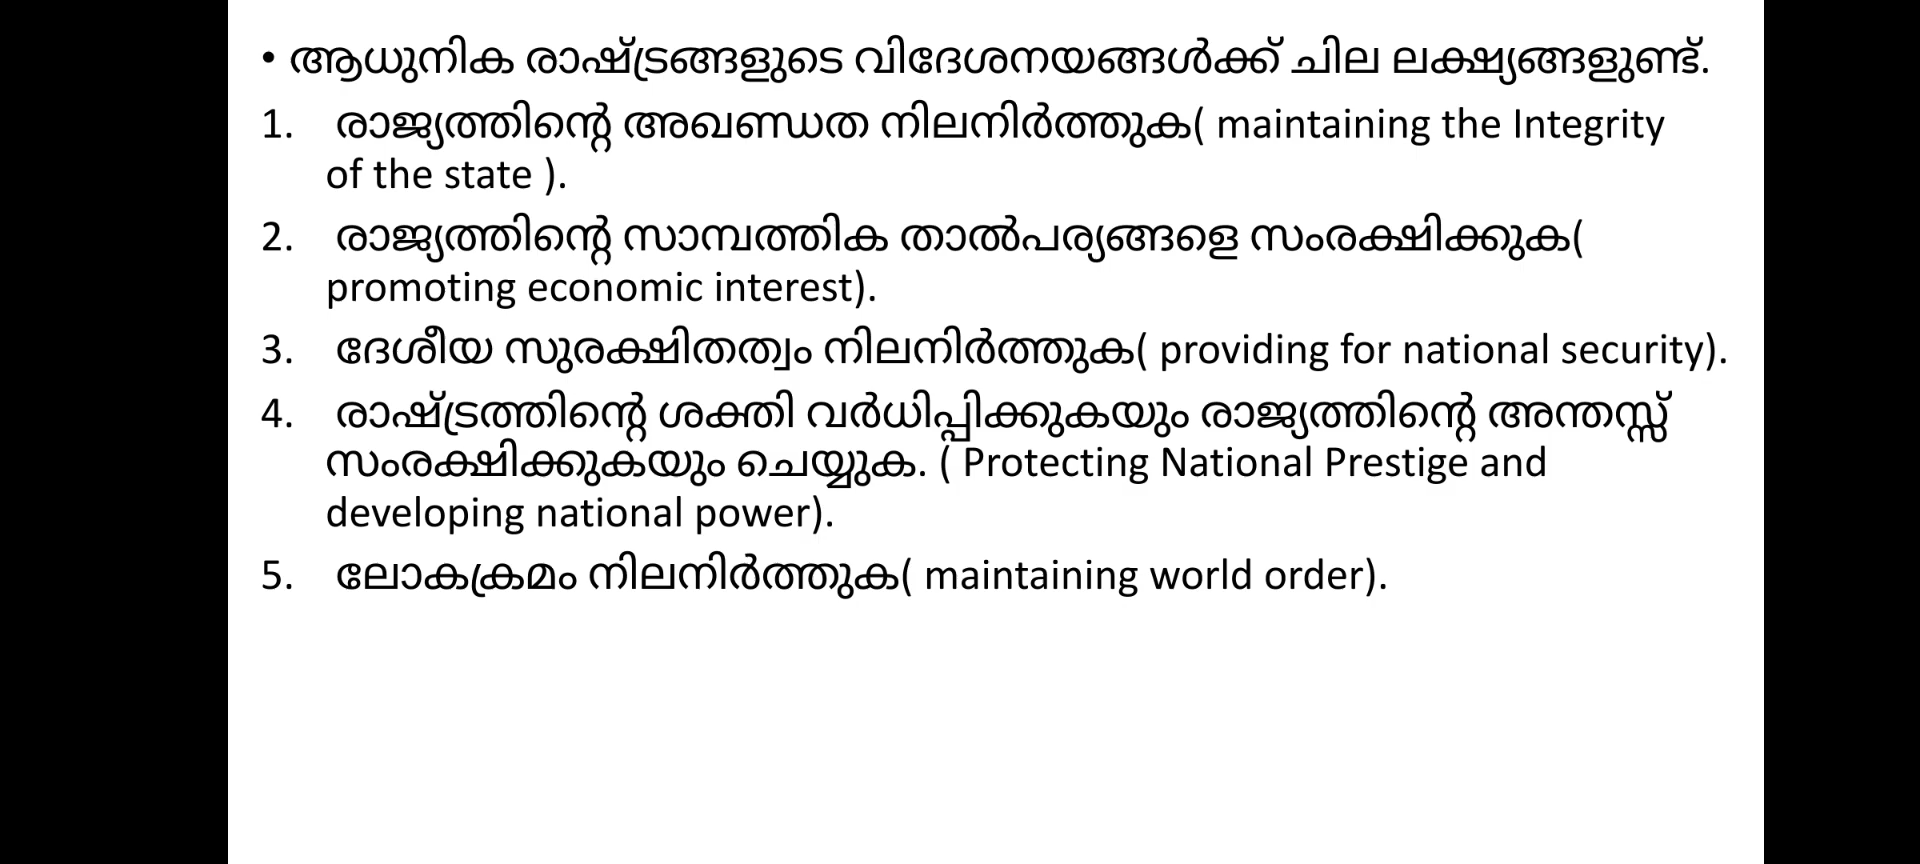 • ആധുനിക രാഷ്ട്രങ്ങളുടെ വിദേശനയങ്ങൾക്ക് ചില ലക്ഷ്യങ്ങളുണ്ട്.
1. രാജ്യത്തിന്റെ അഖണ്ഡത നിലനിർത്തുക( maintaining the Integrity
of the state ).
2. രാജ്യത്തിന്റെ സാമ്പത്തിക താൽപര്യങ്ങളെ സംരക്ഷിക്കുക(
promoting economic interest).
3. ദേശീയ സുരക്ഷിതത്വം നിലനിർത്തുക( providing for national security).
4. രാഷ്ട്രത്തിന്റെ ശക്തി വർധിപ്പിക്കുകയും രാജ്യത്തിന്റെ അന്തസ്സ്
സംരക്ഷിക്കുകയും ചെയ്യുക. ( Protecting National Prestige and
developing national power).
5. ലോകക്രമം നിലനിർത്തുക( maintaining world order).